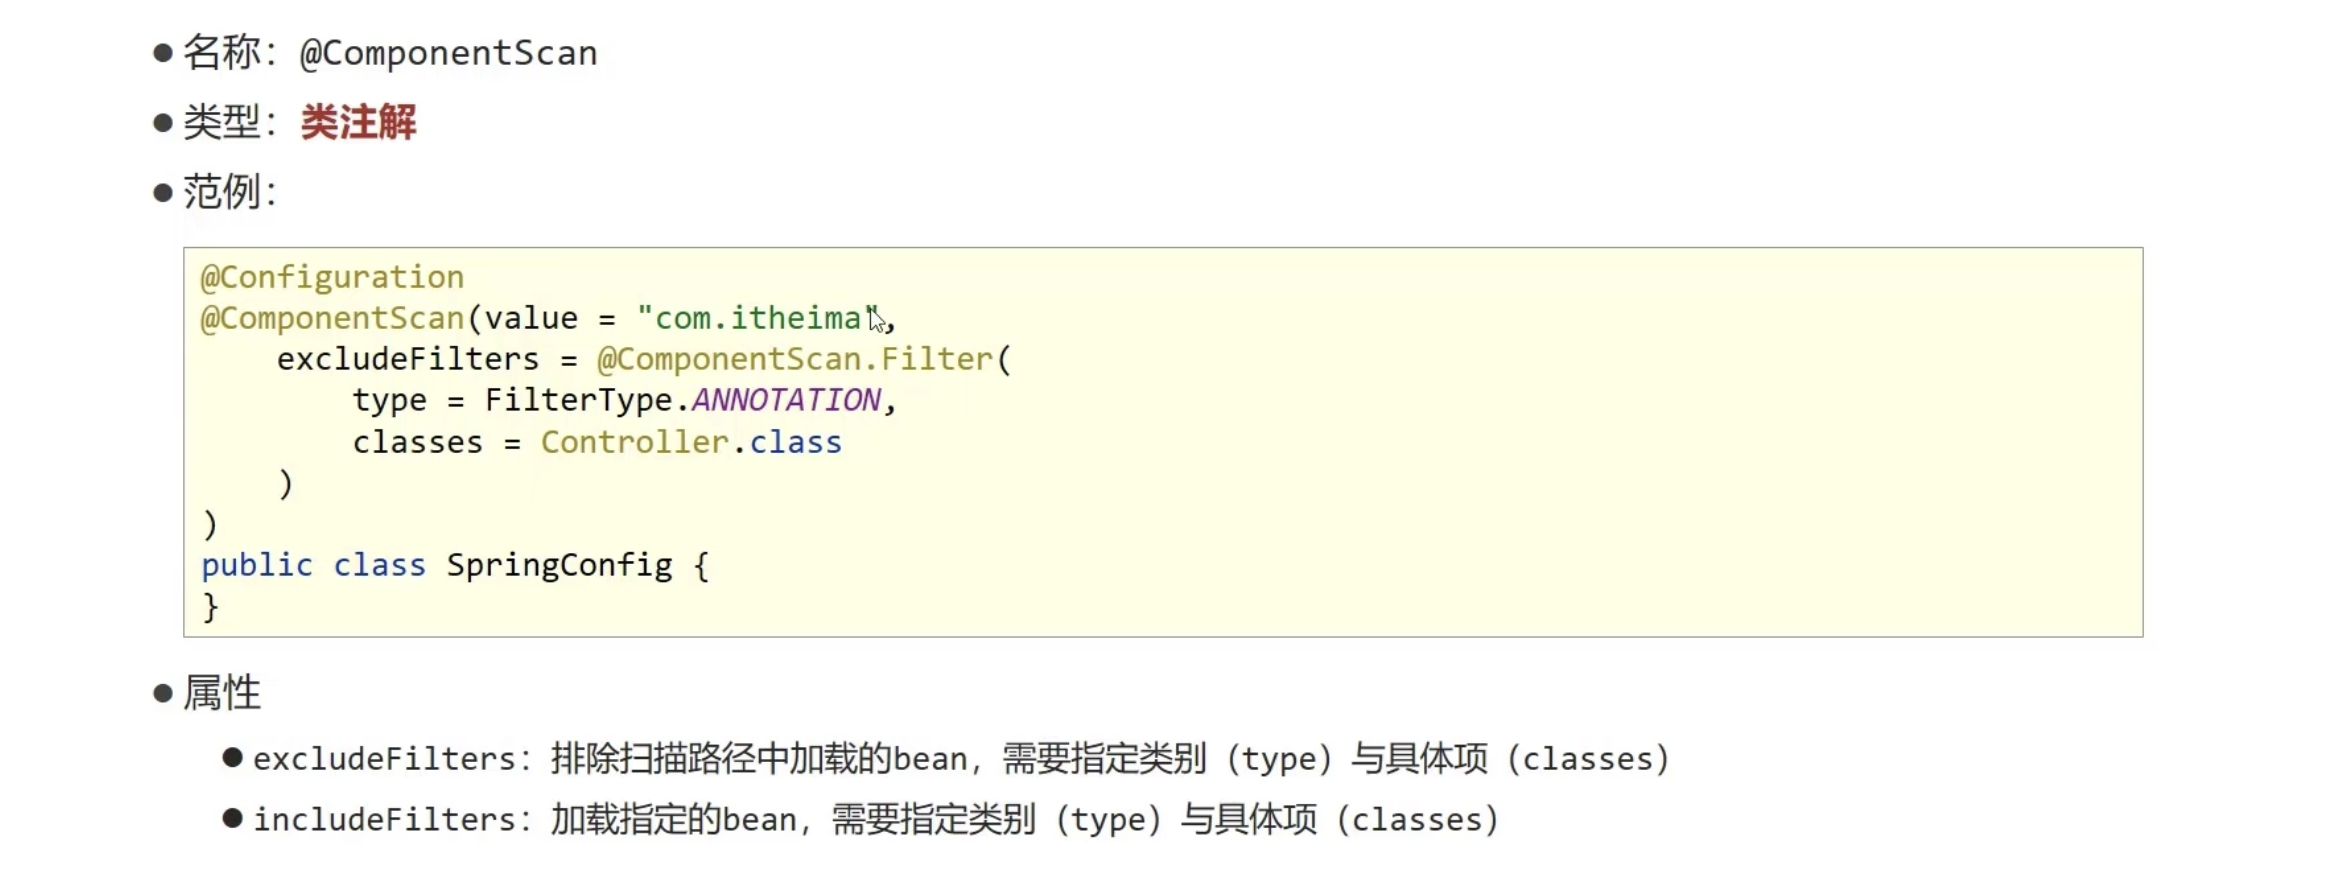 ● 名称：@ComponentScan
● 类型：类注解
● 范例：
@Configuration
@ComponentScan(value = "com.itheima",
    excludeFilters = @ComponentScan.Filter(
        type = FilterType.ANNOTATION,
        classes = Controller.class
    )
)
public class SpringConfig {
}
● 属性
● excludeFilters：排除扫描路径中加载的bean，需要指定类别（type）与具体项（classes）
● includeFilters：加载指定的bean，需要指定类别（type）与具体项（classes）